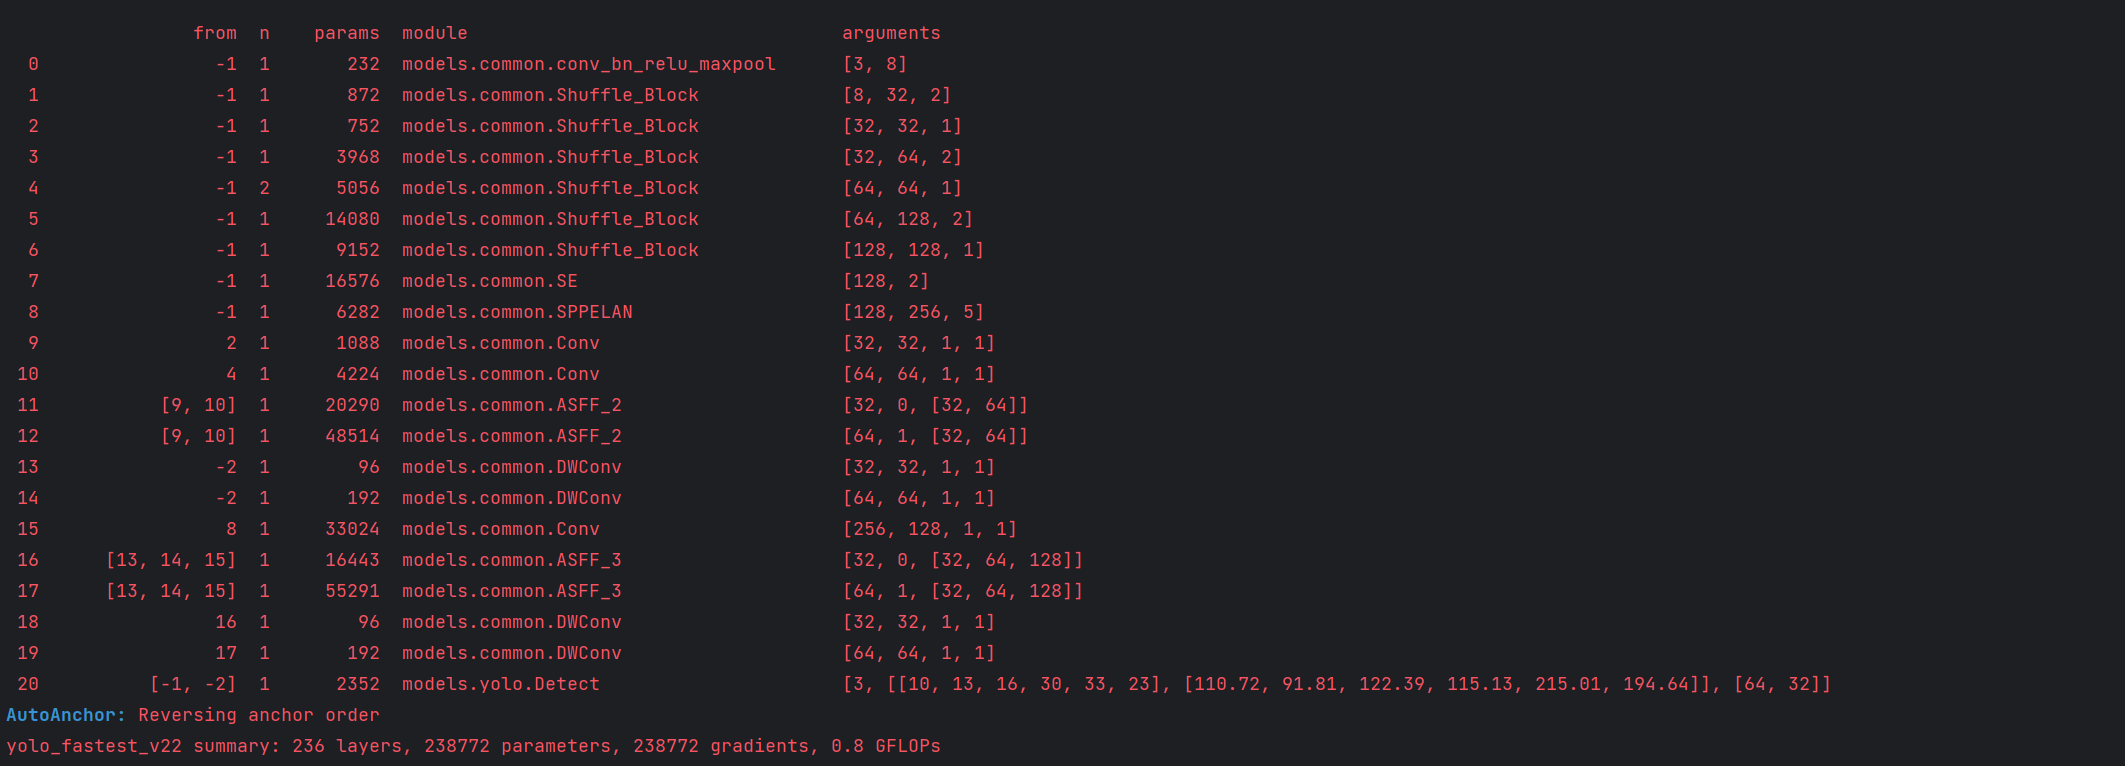 from n params module arguments
0 -1 1 232 models.common.conv_bn_relu_maxpool [3, 8]
1 -1 1 872 models.common.Shuffle_Block [8, 32, 2]
2 -1 1 752 models.common.Shuffle_Block [32, 32, 1]
3 -1 1 3968 models.common.Shuffle_Block [32, 64, 2]
4 -1 2 5056 models.common.Shuffle_Block [64, 64, 1]
5 -1 1 14080 models.common.Shuffle_Block [64, 128, 2]
6 -1 1 9152 models.common.Shuffle_Block [128, 128, 1]
7 -1 1 16576 models.common.SE [128, 2]
8 -1 1 6282 models.common.SPPELAN [128, 256, 5]
9 2 1 1088 models.common.Conv [32, 32, 1, 1]
10 4 1 4224 models.common.Conv [64, 64, 1, 1]
11 [9, 10] 1 20290 models.common.ASFF_2 [32, 0, [32, 64]]
12 [9, 10] 1 48514 models.common.ASFF_2 [64, 1, [32, 64]]
13 -2 1 96 models.common.DWConv [32, 32, 1, 1]
14 -2 1 192 models.common.DWConv [64, 64, 1, 1]
15 8 1 33024 models.common.Conv [256, 128, 1, 1]
16 [13, 14, 15] 1 16443 models.common.ASFF_3 [32, 0, [32, 64, 128]]
17 [13, 14, 15] 1 55291 models.common.ASFF_3 [64, 1, [32, 64, 128]]
18 16 1 96 models.common.DWConv [32, 32, 1, 1]
19 17 1 192 models.common.DWConv [64, 64, 1, 1]
20 [-1, -2] 1 2352 models.yolo.Detect [3, [[10, 13, 16, 30, 33, 23], [110.72, 91.81, 122.39, 115.13, 215.01, 194.64]], [64, 32]]
AutoAnchor: Reversing anchor order
yolo_fastest_v22 summary: 236 layers, 238772 parameters, 238772 gradients, 0.8 GFLOPs